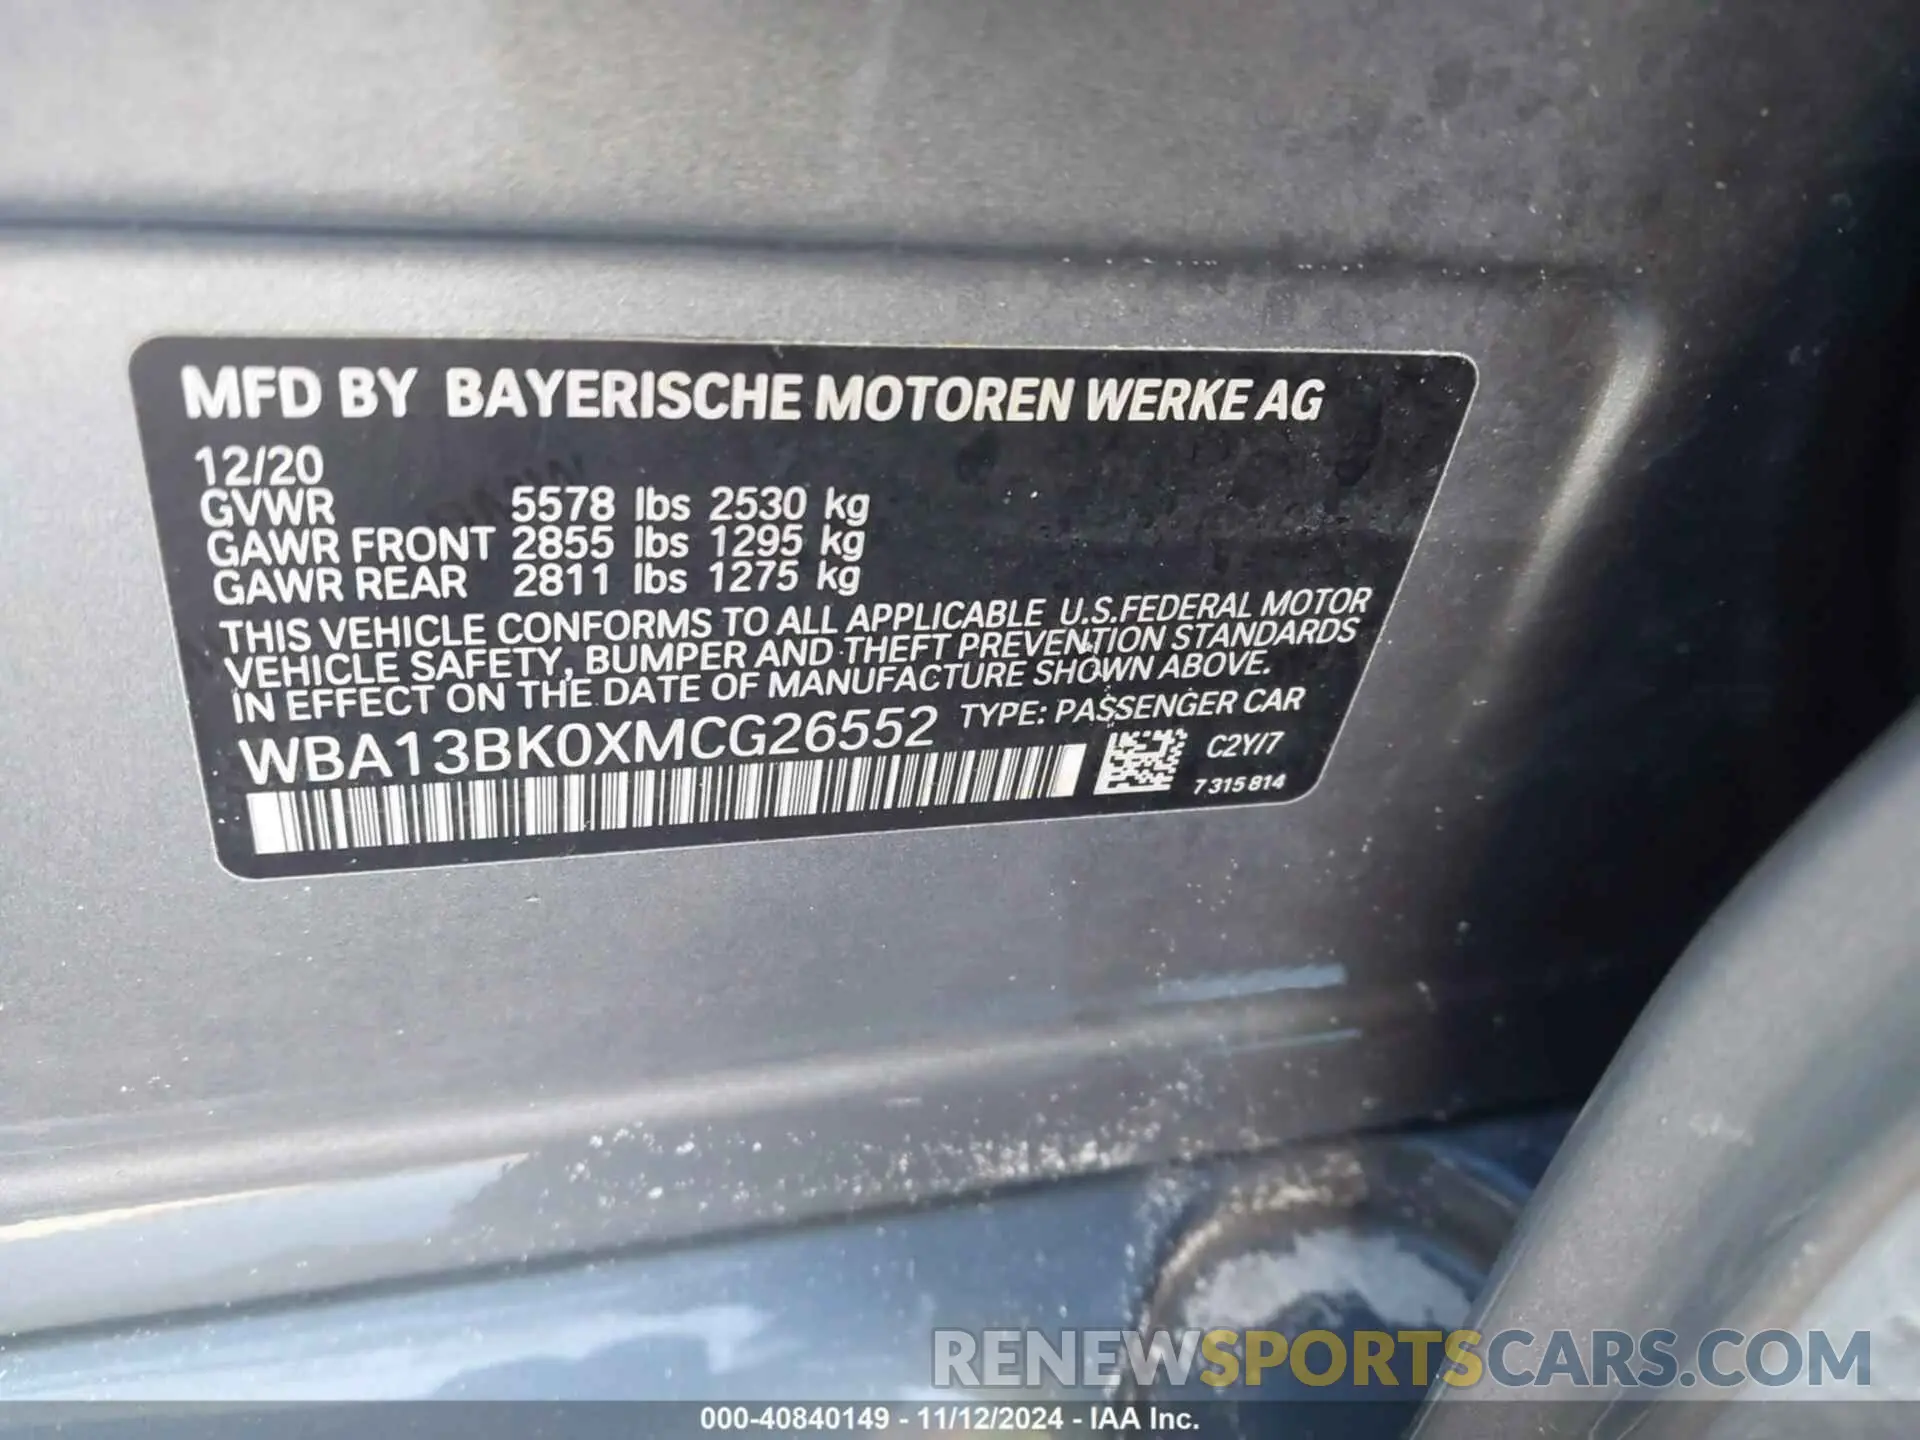 MFD BY BAYERISCHE MOTOREN WERKE AG
12/20
GVWR 5578 lbs 2530 kg
GAWR FRONT 2855 lbs 1295 kg
GAWR REAR 2811 lbs 1275 kg
THIS VEHICLE CONFORMS TO ALL APPLICABLE U.S.FEDERAL MOTOR
VEHICLE SAFETY, BUMPER AND THEFT PREVENTION STANDARDS
IN EFFECT ON THE DATE OF MANUFACTURE SHOWN ABOVE.
WBA13BK0XMCG26552 TYPE: PASSENGER CAR
C2Y/7
7315814
RENEWSPORTSCARS.COM
000-40840149 - 11/12/2024 - IAA Inc.